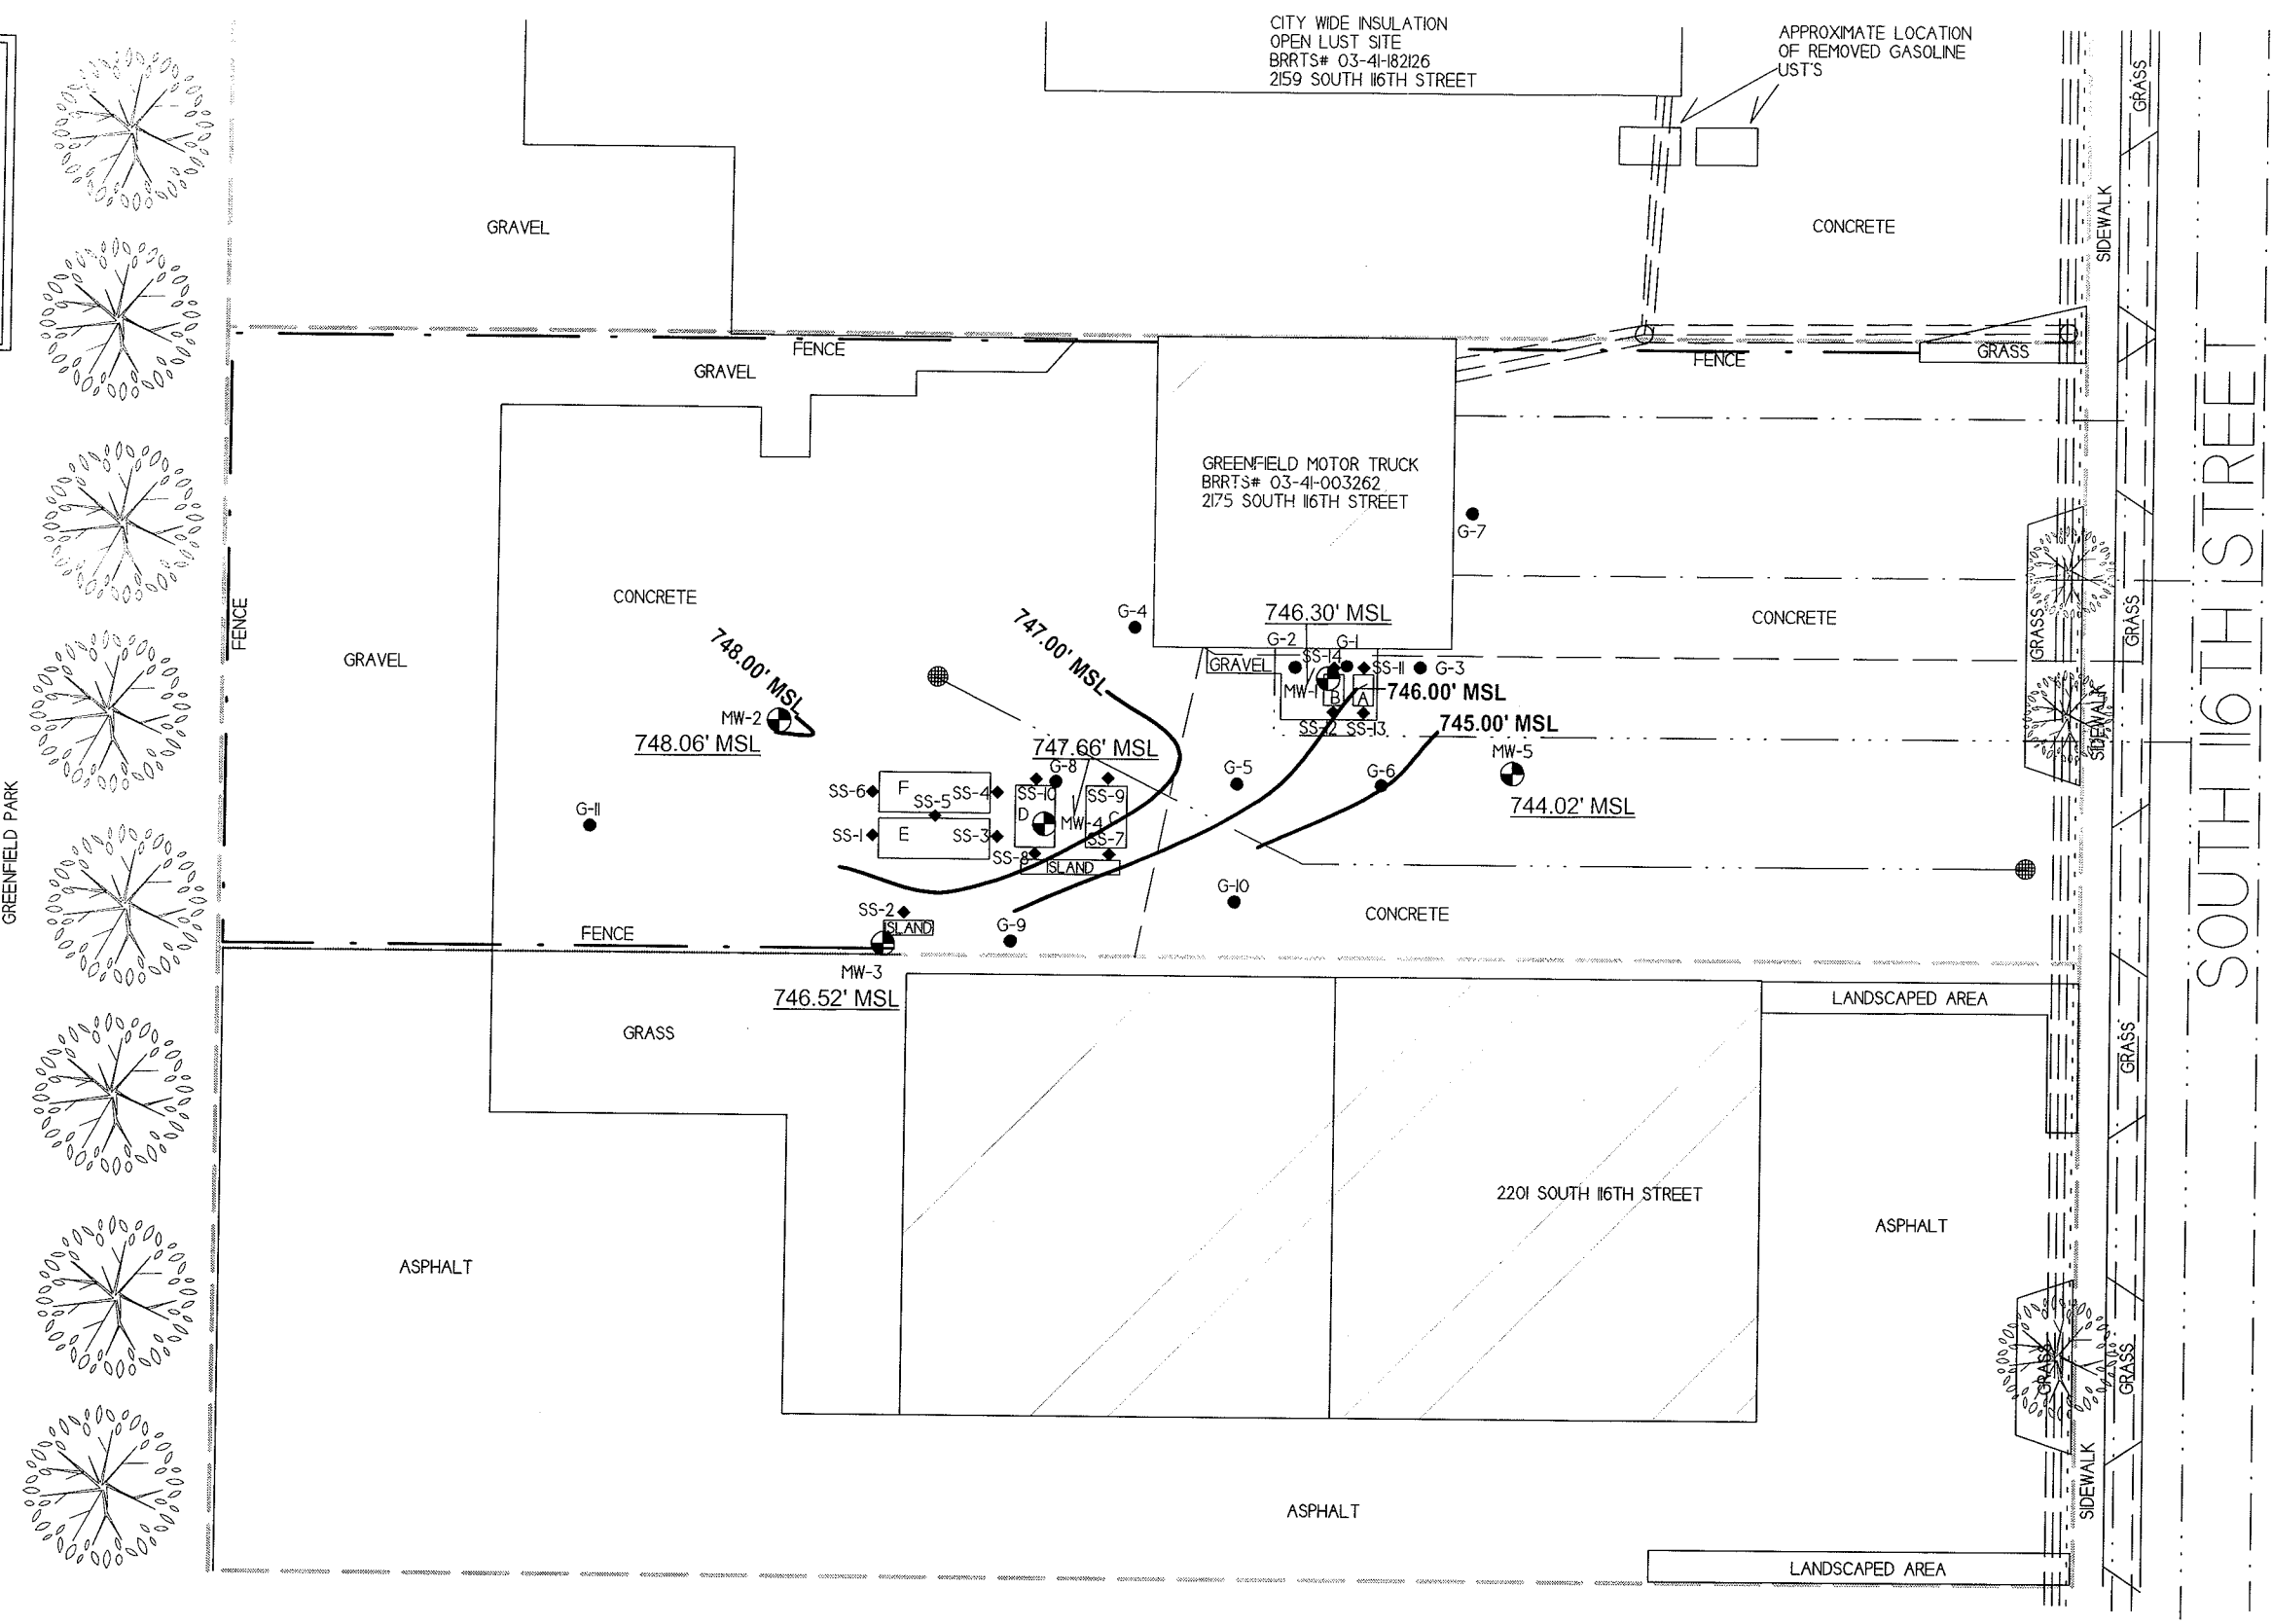 CITY WIDE INSULATION
OPEN LUST SITE
BRRTS# 03-41-182126
2159 SOUTH 116TH STREET
APPROXIMATE LOCATION
OF REMOVED GASOLINE
UST'S
GRASS
SIDEWALK
GRAVEL
CONCRETE
FENCE
GRAVEL
FENCE
GRASS
GREENFIELD MOTOR TRUCK
BRRTS# 03-41-003262
2175 SOUTH 116TH STREET
G-7
SOUTH 116TH STREET
CONCRETE
FENCE
GRAVEL
G-4
746.30' MSL
CONCRETE
GRASS
GRASS
748.00' MSL
747.00' MSL
G-2
G-1
SS-14
SS-11
G-3
GRAVEL
MW-1
B
A
746.00' MSL
SS-12
SS-13
745.00' MSL
SIDEWALK
MW-2
748.06' MSL
747.66' MSL
MW-5
744.02' MSL
G-8
G-5
G-6
SS-6
F
SS-5
SS-4
SS-10
SS-9
G-11
D
MW-4
C
SS-1
E
SS-3
SS-7
SS-8
ISLAND
GREENFIELD PARK
G-10
CONCRETE
SS-2
ISLAND
G-9
FENCE
MW-3
746.52' MSL
LANDSCAPED AREA
GRASS
GRASS
2201 SOUTH 116TH STREET
ASPHALT
ASPHALT
GRASS
GRASS
SIDEWALK
ASPHALT
LANDSCAPED AREA